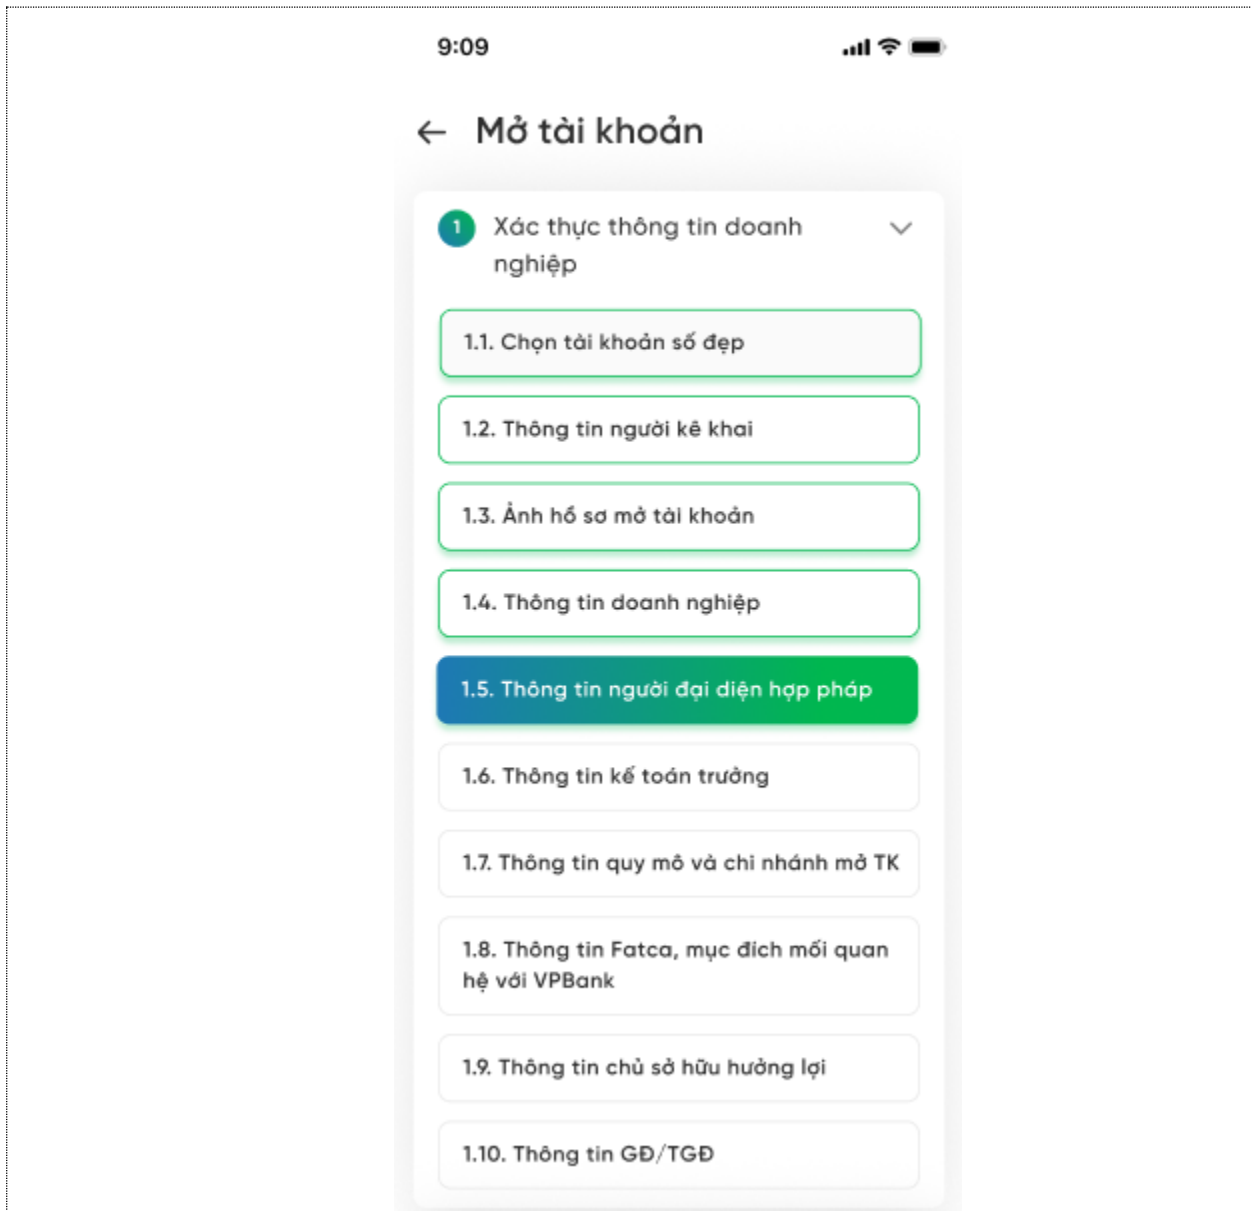 9:09
Mở tài khoản
1 Xác thực thông tin doanh
nghiệp
1.1. Chọn tài khoản số đẹp
1.2. Thông tin người kê khai
1.3. Ảnh hồ sơ mở tài khoản
1.4. Thông tin doanh nghiệp
1.5. Thông tin người đại diện hợp pháp
1.6. Thông tin kế toán trưởng
1.7. Thông tin quy mô và chi nhánh mở TK
1.8. Thông tin Fatca, mục đích mối quan
hệ với VPBank
1.9. Thông tin chủ sở hữu hưởng lợi
1.10. Thông tin GĐ/TGĐ